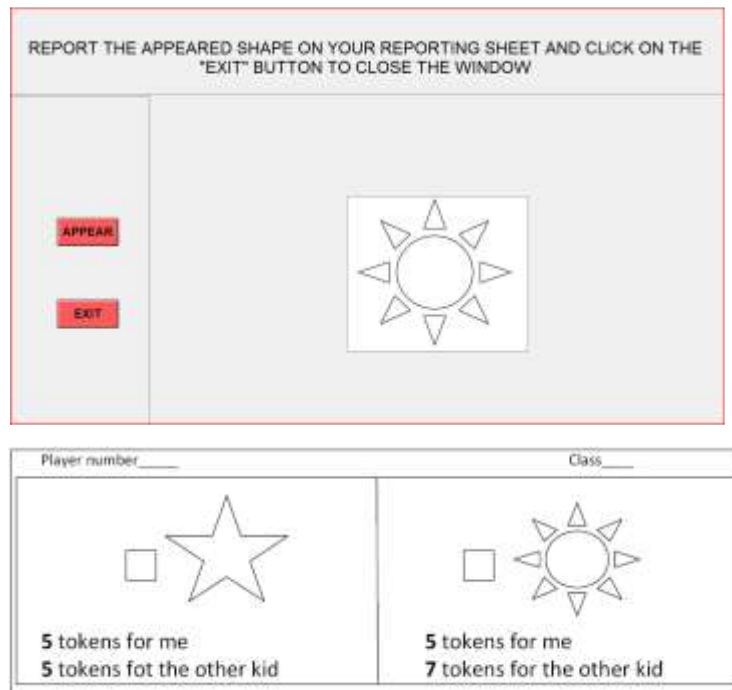 REPORT THE APPEARED SHAPE ON YOUR REPORTING SHEET AND CLICK ON THE
"EXIT" BUTTON TO CLOSE THE WINDOW
APPEAR
EXIT
Player number_____ Class____
5 tokens for me
5 tokens fot the other kid
5 tokens for me
7 tokens for the other kid